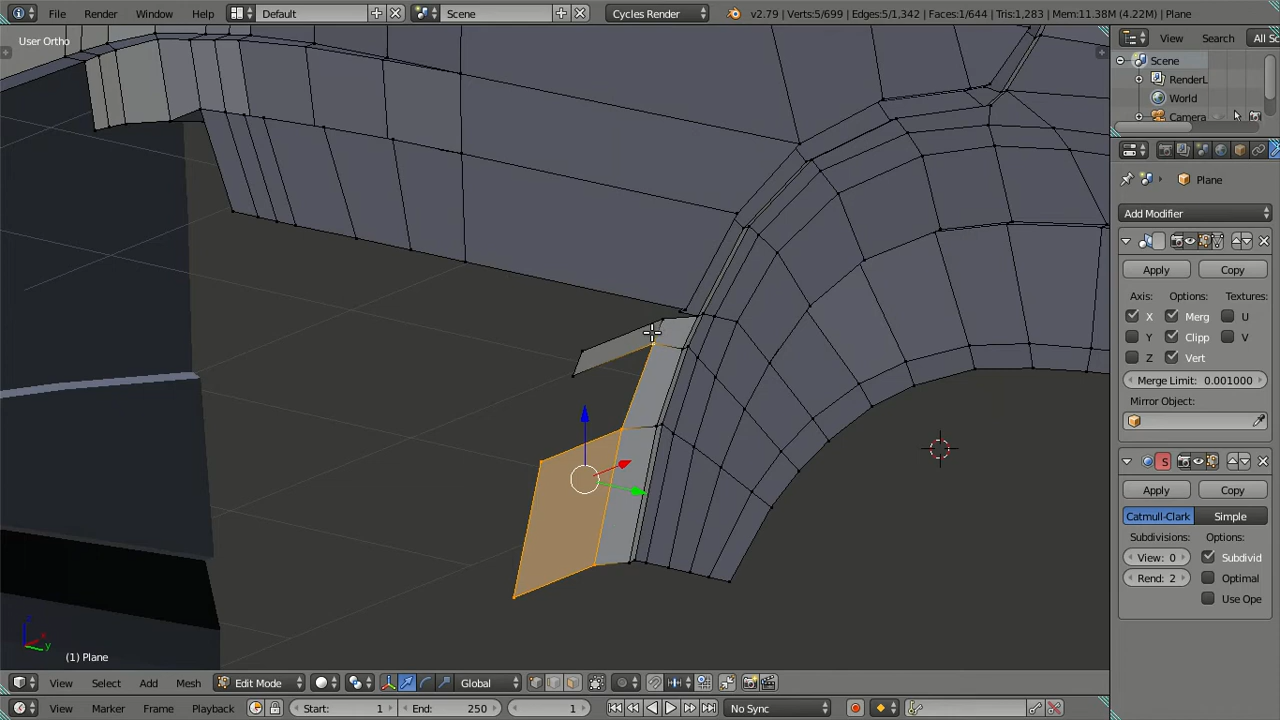 File Render Window Help Default Scene Cycles Render v2.79 | Verts:5/699 | Edges:5/1,342 | Faces:1/644 | Tris:1,283 | Mem:11.38M (4.22M) | Plane
User Ortho
View Search All Sc
Scene
RenderL
World
Camera
Plane
Add Modifier
Apply Copy
Axis: Options: Textures:
X Merg U
Y Clipp V
Z Vert
Merge Limit: 0.001000
Mirror Object:
S
Apply Copy
Catmull-Clark Simple
Subdivisions: Options:
View: 0 Subdivid
Rend: 2 Optimal
Use Ope
(1) Plane
View Select Add Mesh Edit Mode Global
View Marker Frame Playback Start: 1 End: 250 1 No Sync